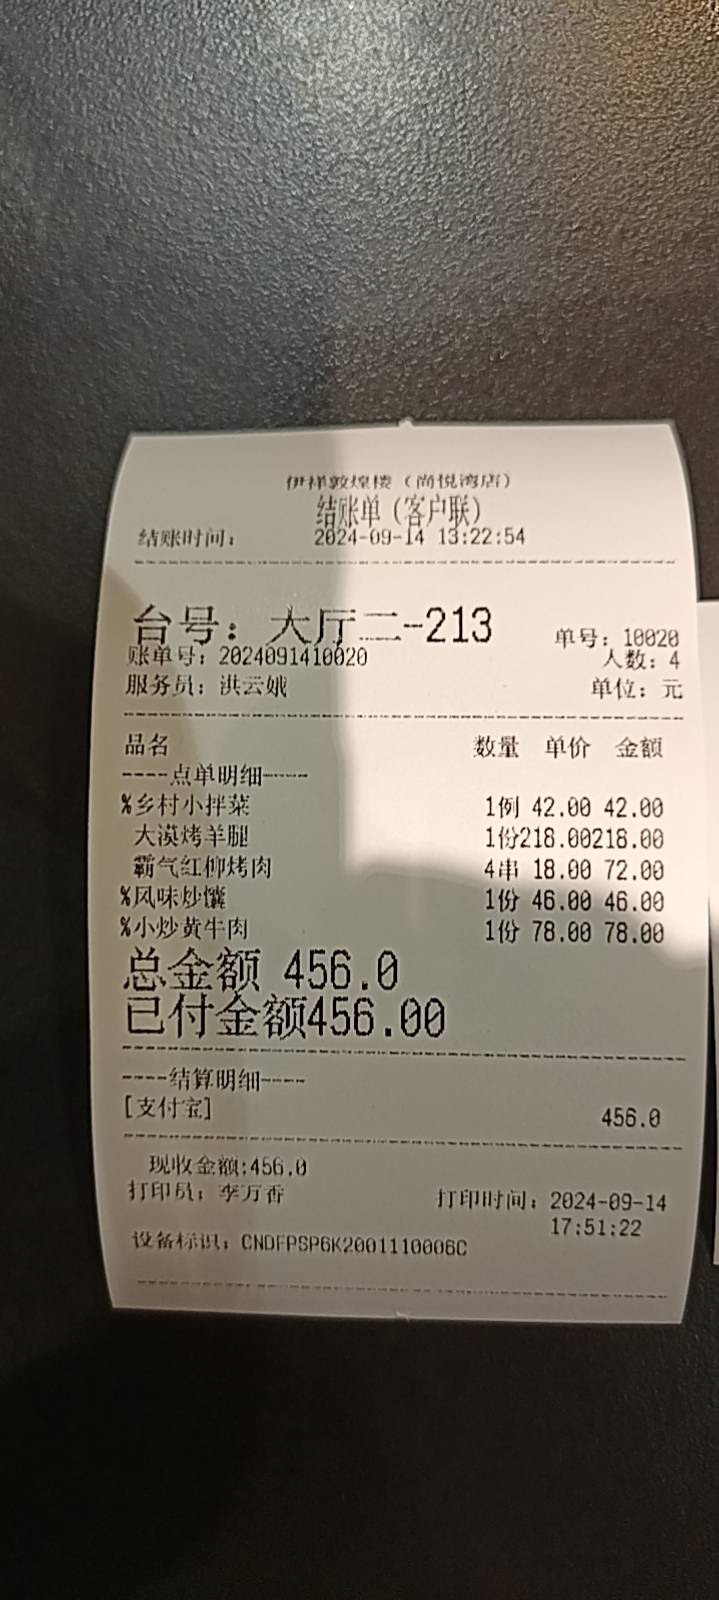 伊祥敦煌楼（尚悦湾店）
结账单（客户联）
结账时间： 2024-09-14 13:22:54
台号：大厅二-213 单号：10020
账单号：2024091410020 人数：4
服务员：洪云娥 单位：元
品名 数量 单价 金额
----点单明细----
%乡村小拌菜 1例 42.00 42.00
大漠烤羊腿 1份218.00218.00
霸气红柳烤肉 4串 18.00 72.00
%风味炒馕 1份 46.00 46.00
%小炒黄牛肉 1份 78.00 78.00
总金额 456.0
已付金额456.00
----结算明细----
[支付宝] 456.0
现收金额:456.0
打印员：李万香 打印时间：2024-09-14
17:51:22
设备标识：CNDFPSP6K2001110006C